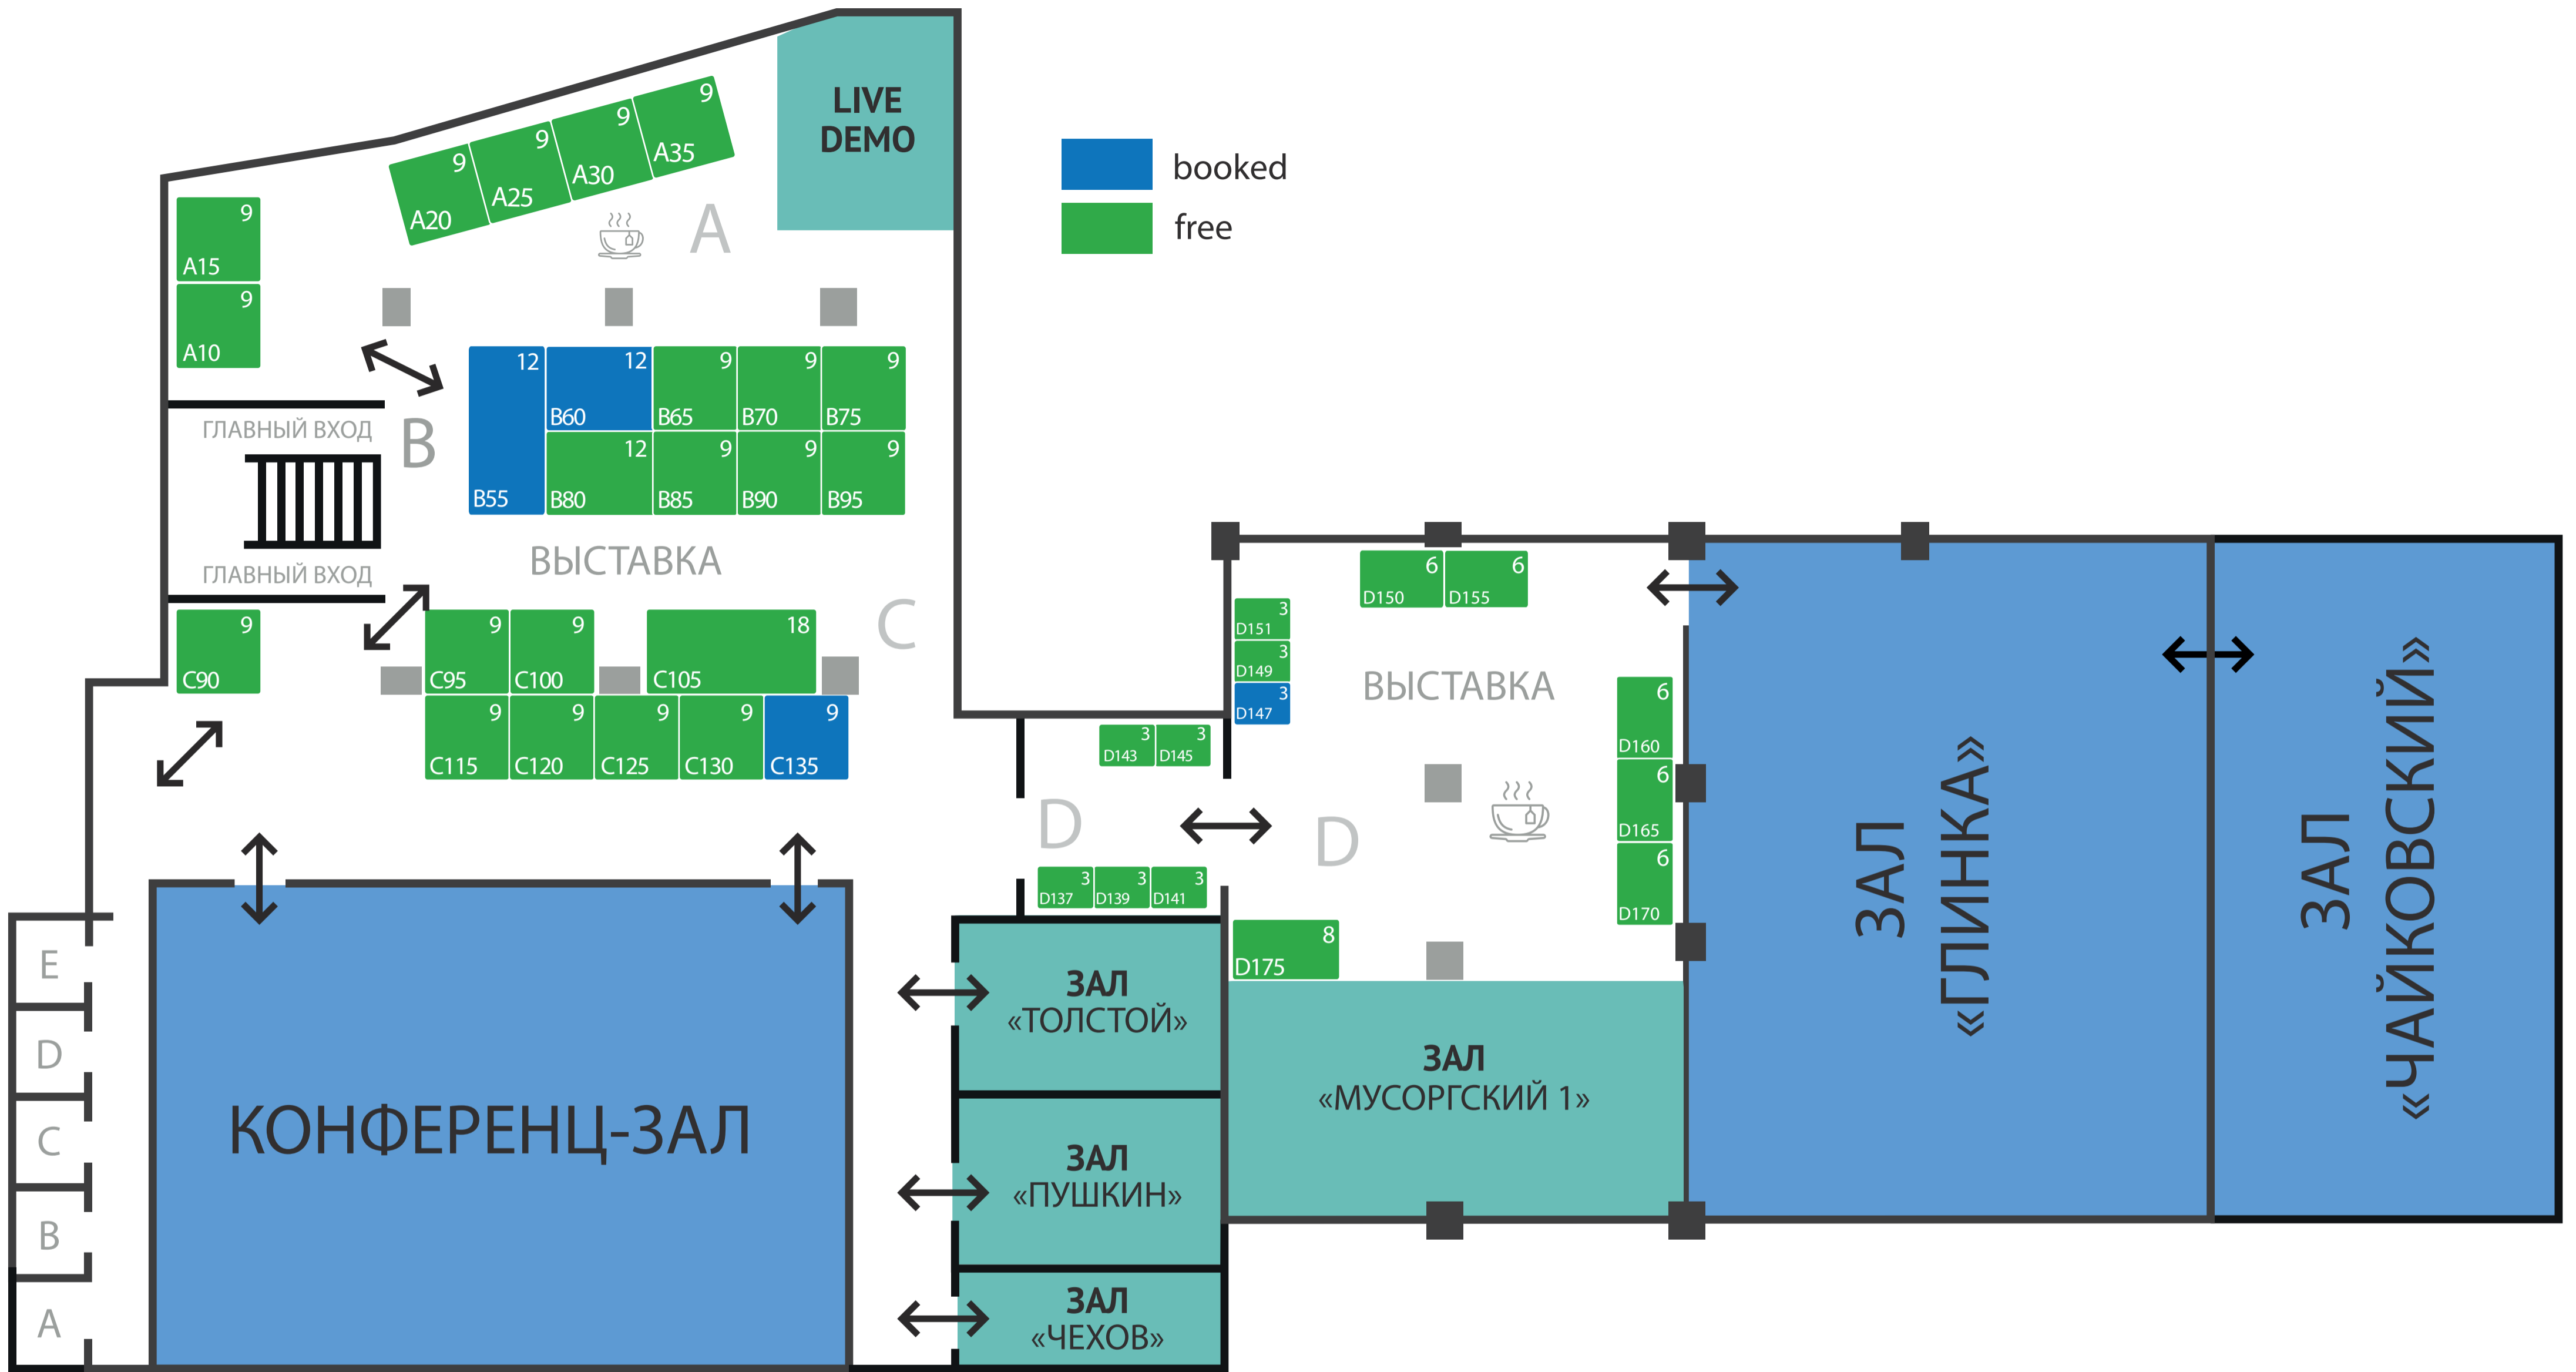 LIVE
DEMO
booked
free
9
A35
9
A30
9
A25
9
A20
9
A15
9
A10
A
12
B55
12
B60
9
B65
9
B70
9
B75
12
B80
9
B85
9
B90
9
B95
ГЛАВНЫЙ ВХОД
B
ГЛАВНЫЙ ВХОД
ВЫСТАВКА
C
9
C90
9
C95
9
C100
18
C105
9
C115
9
C120
9
C125
9
C130
9
C135
6
D150
6
D155
3
D151
3
D149
3
D147
ВЫСТАВКА
3
D143
3
D145
6
D160
6
D165
6
D170
D
D
3
D137
3
D139
3
D141
8
D175
E
D
C
B
A
КОНФЕРЕНЦ-ЗАЛ
ЗАЛ
«ТОЛСТОЙ»
ЗАЛ
«ПУШКИН»
ЗАЛ
«ЧЕХОВ»
ЗАЛ
«МУСОРГСКИЙ 1»
ЗАЛ
«ГЛИНКА»
ЗАЛ
«ЧАЙКОВСКИЙ»